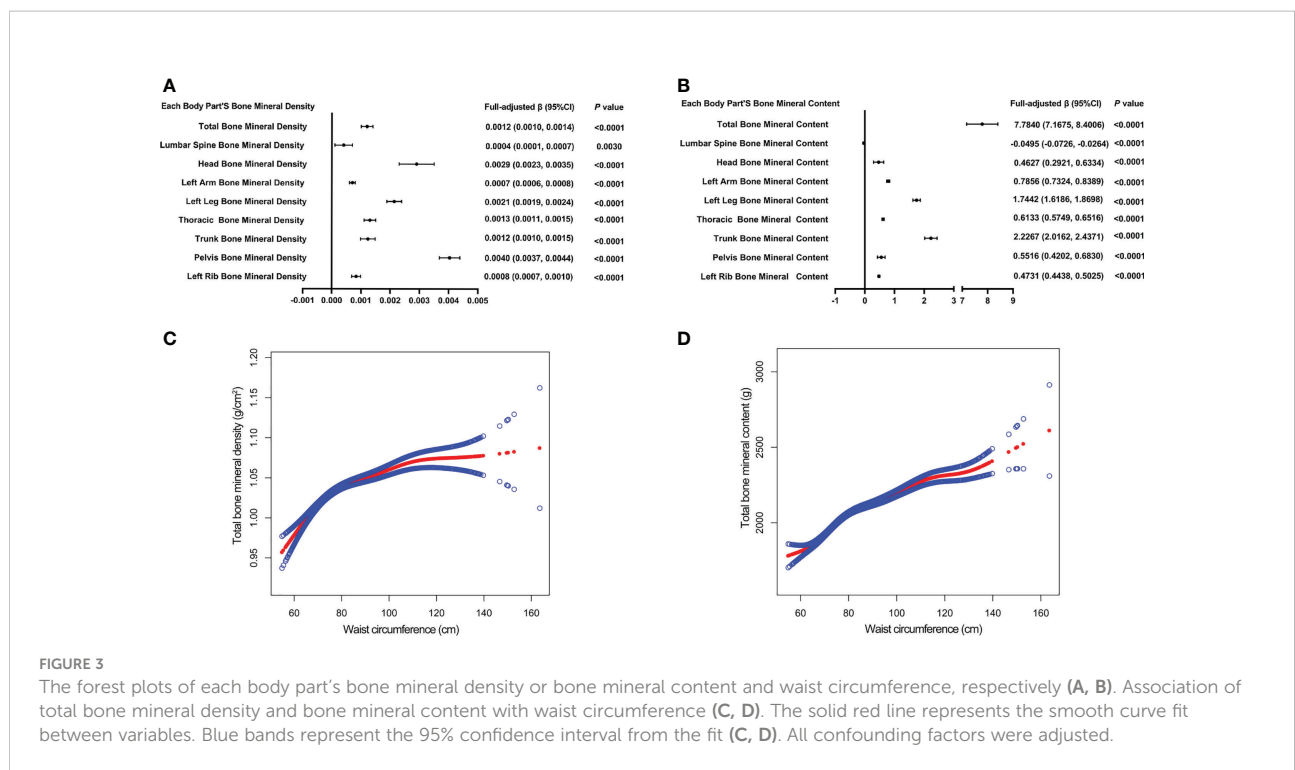 A
Each Body Part'S Bone Mineral Density Full-adjusted β (95%CI) P value
Total Bone Mineral Density 0.0012 (0.0010, 0.0014) <0.0001
Lumbar Spine Bone Mineral Density 0.0004 (0.0001, 0.0007) 0.0030
Head Bone Mineral Density 0.0029 (0.0023, 0.0035) <0.0001
Left Arm Bone Mineral Density 0.0007 (0.0006, 0.0008) <0.0001
Left Leg Bone Mineral Density 0.0021 (0.0019, 0.0024) <0.0001
Thoracic Bone Mineral Density 0.0013 (0.0011, 0.0015) <0.0001
Trunk Bone Mineral Density 0.0012 (0.0010, 0.0015) <0.0001
Pelvis Bone Mineral Density 0.0040 (0.0037, 0.0044) <0.0001
Left Rib Bone Mineral Density 0.0008 (0.0007, 0.0010) <0.0001
-0.001 0.000 0.001 0.002 0.003 0.004 0.005
B
Each Body Part'S Bone Mineral Content Full-adjusted β (95%CI) P value
Total Bone Mineral Content 7.7840 (7.1675, 8.4006) <0.0001
Lumbar Spine Bone Mineral Content -0.0495 (-0.0726, -0.0264) <0.0001
Head Bone Mineral Content 0.4627 (0.2921, 0.6334) <0.0001
Left Arm Bone Mineral Content 0.7856 (0.7324, 0.8389) <0.0001
Left Leg Bone Mineral Content 1.7442 (1.6186, 1.8698) <0.0001
Thoracic Bone Mineral Content 0.6133 (0.5749, 0.6516) <0.0001
Trunk Bone Mineral Content 2.2267 (2.0162, 2.4371) <0.0001
Pelvis Bone Mineral Content 0.5516 (0.4202, 0.6830) <0.0001
Left Rib Bone Mineral Content 0.4731 (0.4438, 0.5025) <0.0001
-1 0 1 2 3 7 8 9
C
Total bone mineral density (g/cm²)
0.95 1.00 1.05 1.10 1.15 1.20
60 80 100 120 140 160
Waist circumference (cm)
D
Total bone mineral content (g)
2000 2500 3000
60 80 100 120 140 160
Waist circumference (cm)
FIGURE 3
The forest plots of each body part's bone mineral density or bone mineral content and waist circumference, respectively (A, B). Association of
total bone mineral density and bone mineral content with waist circumference (C, D). The solid red line represents the smooth curve fit
between variables. Blue bands represent the 95% confidence interval from the fit (C, D). All confounding factors were adjusted.